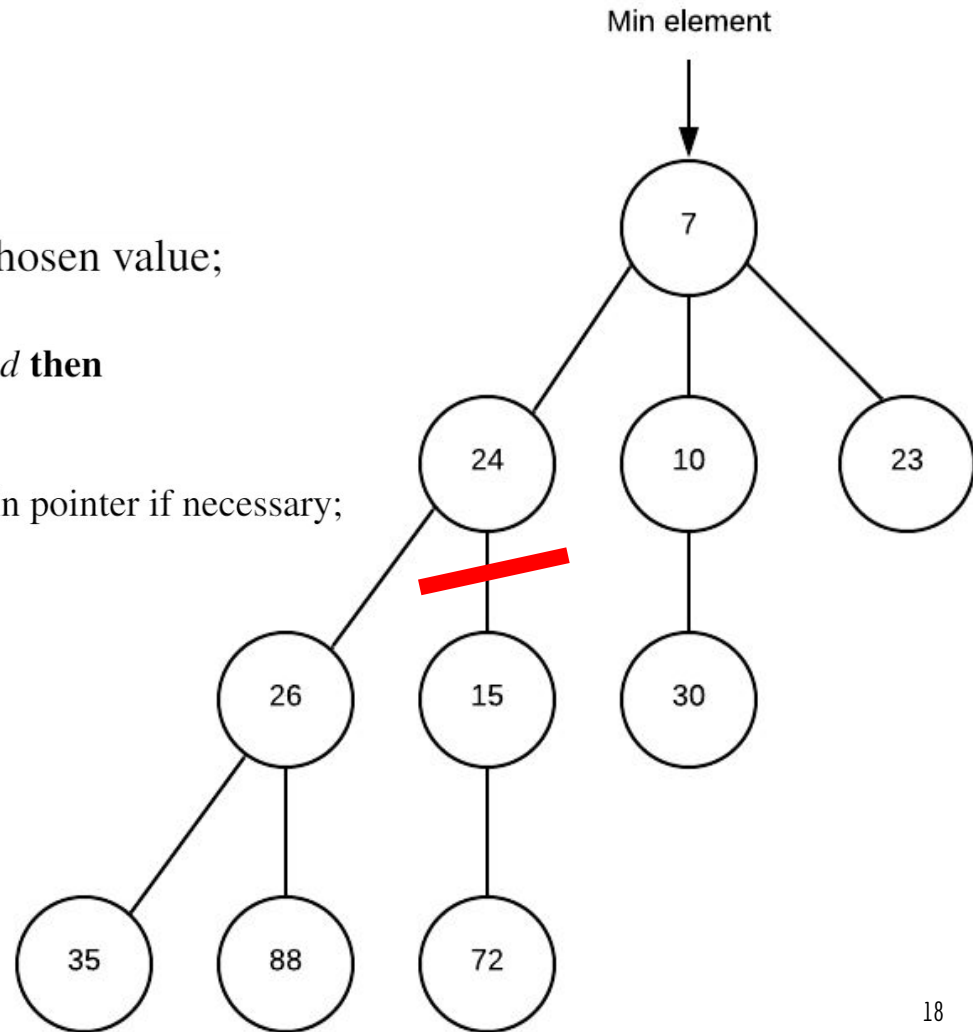 Min element
7
hosen value;
d then
24 10 23
in pointer if necessary;
26 15 30
35 88 72
18